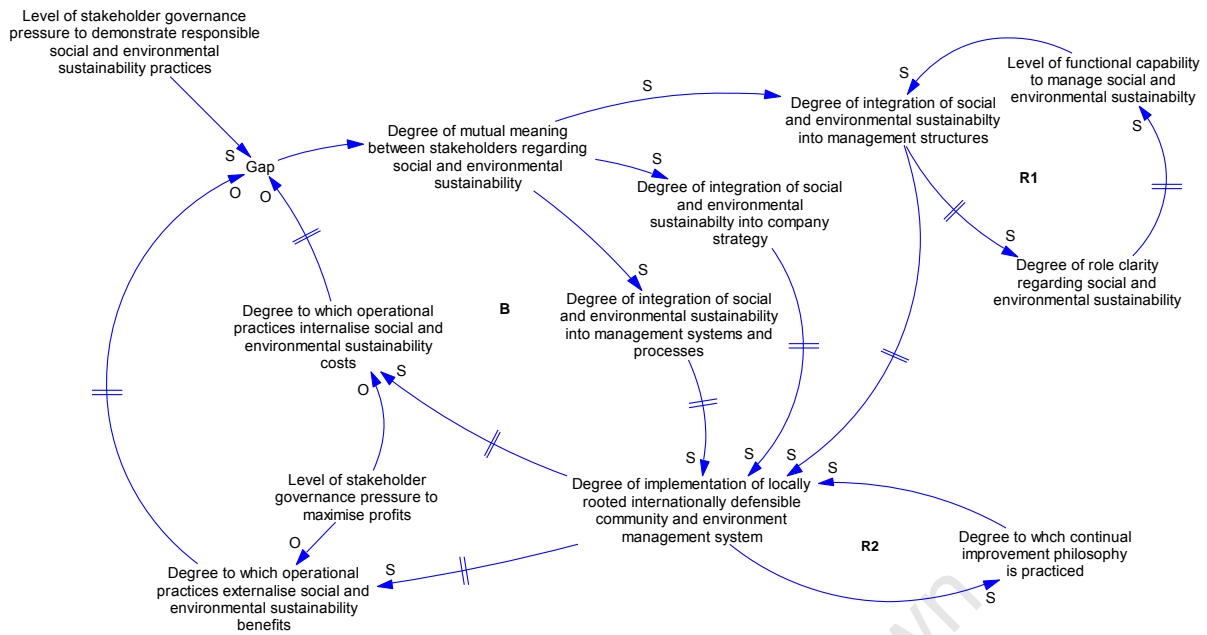 Level of stakeholder governance
pressure to demonstrate responsible
social and environmental
sustainability practices
S
Gap
O
O
Degree of mutual meaning
between stakeholders regarding
social and environmental
sustainability
S
S
S
Degree of integration of social
and environmental sustainabilty
into management structures
S
Level of functional capability
to manage social and
environmental sustainabilty
S
R1
S
Degree of role clarity
regarding social and
environmental sustainability
Degree of integration of social
and environmental
sustainabilty into company
strategy
S
Degree of integration of social
and environmental sustainability
into management systems and
processes
B
Degree to which operational
practices internalise social and
environmental sustainability
costs
O
S
Level of stakeholder
governance pressure to
maximise profits
O
S
Degree to which operational
practices externalise social and
environmental sustainability
benefits
S
S
S
Degree of implementation of locally
rooted internationally defensible
community and environment
management system
S
R2
Degree to whch continual
improvement philosophy
is practiced
S
wn